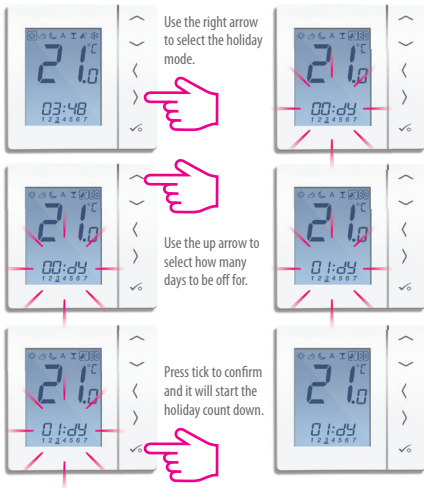 21.0 °C
A
03:48
1 2 3 4 5 6 7
Use the right arrow
to select the holiday
mode.
21.0 °C
A
00:dy
1 2 3 4 5 6 7
21.0 °C
A
00:dy
1 2 3 4 5 6 7
Use the up arrow to
select how many
days to be off for.
21.0 °C
A
01:dy
1 2 3 4 5 6 7
21.0 °C
A
01:dy
1 2 3 4 5 6 7
Press tick to confirm
and it will start the
holiday count down.
21.0 °C
A
01:dy
1 2 3 4 5 6 7